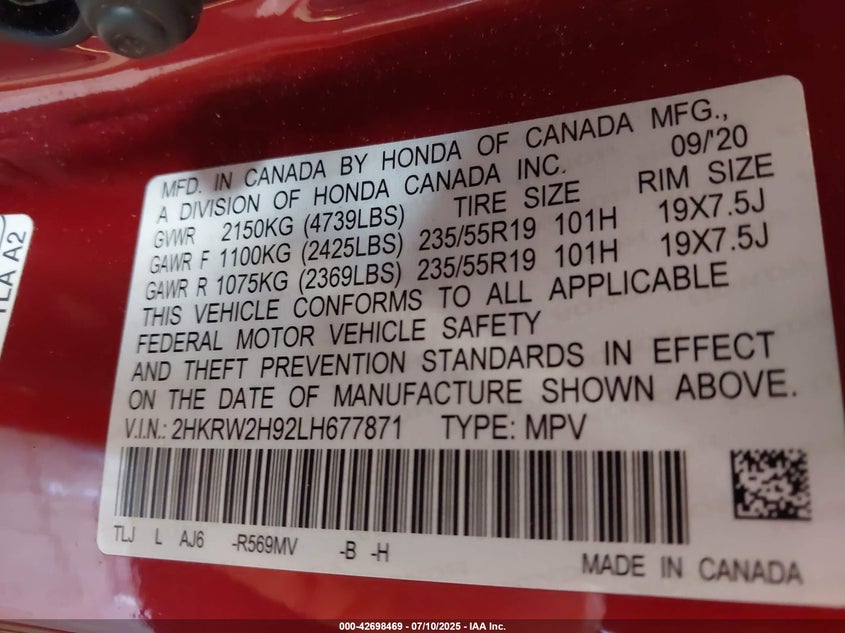 MFD. IN CANADA BY HONDA OF CANADA MFG.,
A DIVISION OF HONDA CANADA INC. 09/'20
GVWR 2150KG (4739LBS) TIRE SIZE RIM SIZE
GAWR F 1100KG (2425LBS) 235/55R19 101H 19X7.5J
GAWR R 1075KG (2369LBS) 235/55R19 101H 19X7.5J
THIS VEHICLE CONFORMS TO ALL APPLICABLE
FEDERAL MOTOR VEHICLE SAFETY
AND THEFT PREVENTION STANDARDS IN EFFECT
ON THE DATE OF MANUFACTURE SHOWN ABOVE.
V.I.N.: 2HKRW2H92LH677871 TYPE: MPV
TLJ L AJ6 -R569MV -B -H
MADE IN CANADA
TLA A2
000-42698469 - 07/10/2025 - IAA Inc.